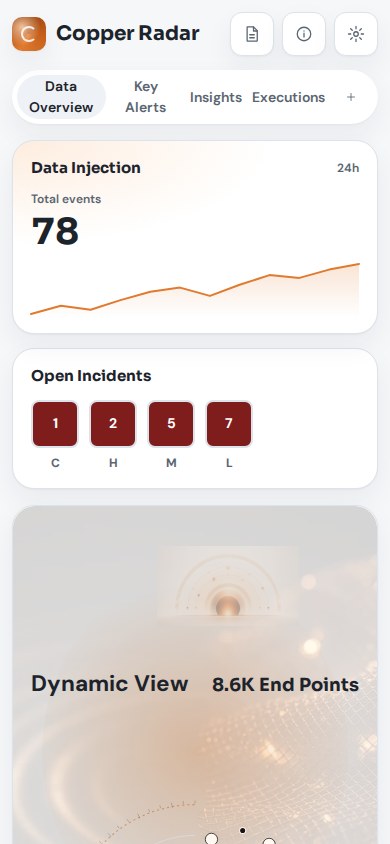 Copper Radar
Data
Overview
Key
Alerts
Insights
Executions
+
Data Injection
24h
Total events
78
Open Incidents
1
2
5
7
C
H
M
L
Dynamic View
8.6K End Points